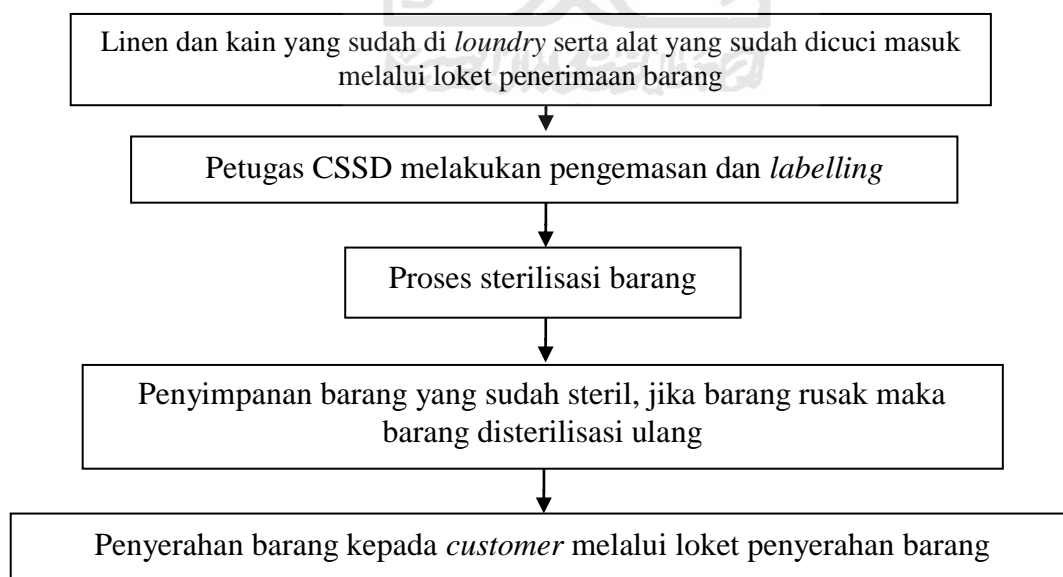 Linen dan kain yang sudah di loundry serta alat yang sudah dicuci masuk
melalui loket penerimaan barang
Petugas CSSD melakukan pengemasan dan labelling
Proses sterilisasi barang
Penyimpanan barang yang sudah steril, jika barang rusak maka
barang disterilisasi ulang
Penyerahan barang kepada customer melalui loket penyerahan barang